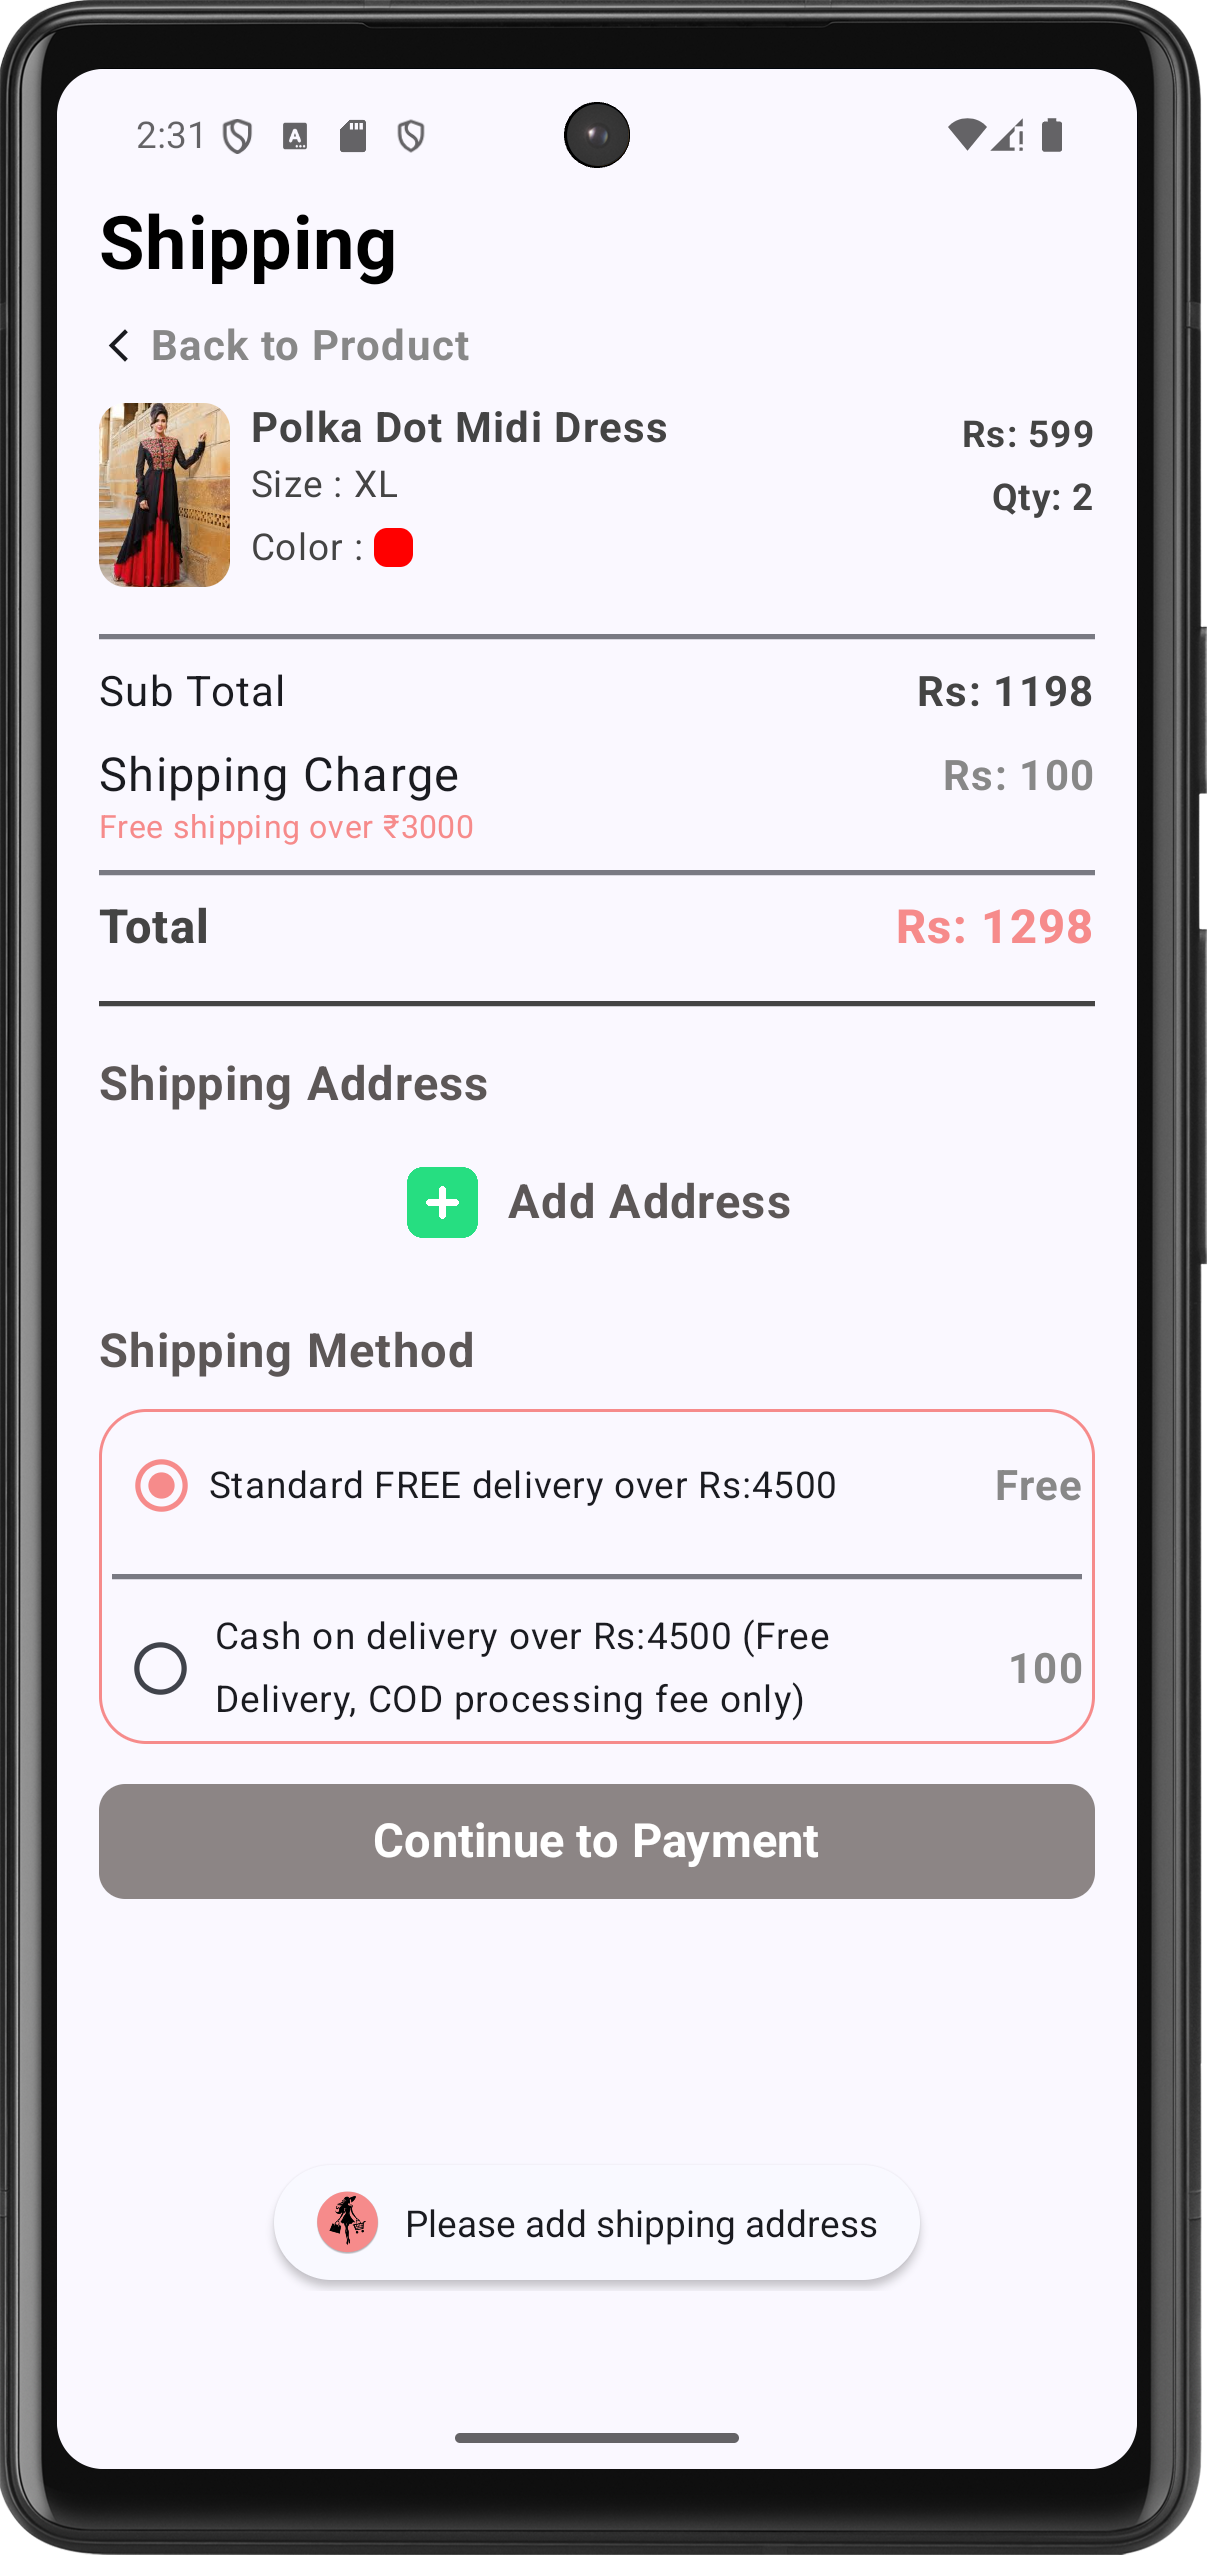 2:31
Shipping
Back to Product
Polka Dot Midi Dress
Rs: 599
Size : XL
Qty: 2
Color :
Sub Total
Rs: 1198
Shipping Charge
Rs: 100
Free shipping over ₹3000
Total
Rs: 1298
Shipping Address
Add Address
Shipping Method
Standard FREE delivery over Rs:4500
Free
Cash on delivery over Rs:4500 (Free
Delivery, COD processing fee only)
100
Continue to Payment
Please add shipping address